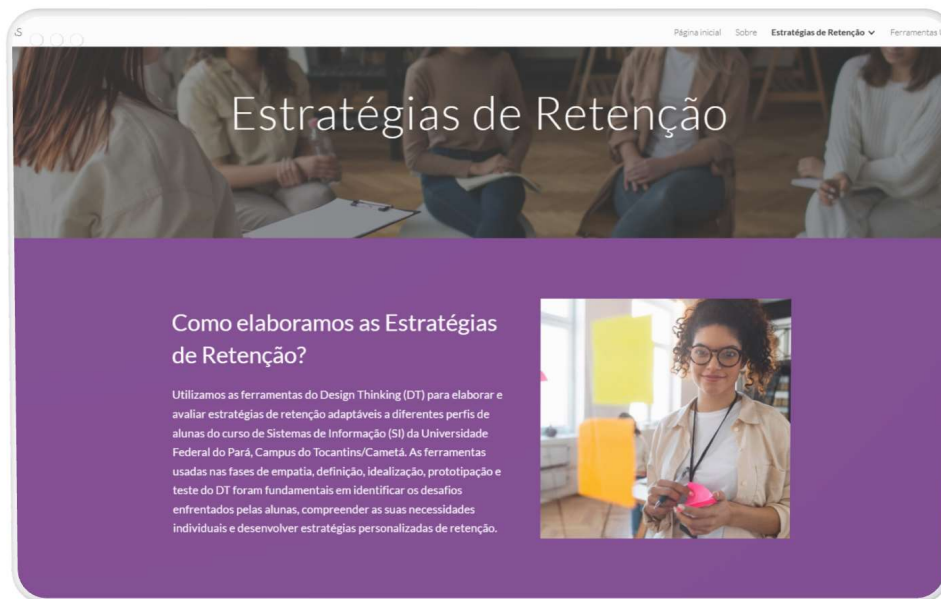 Página inicial Sobre Estratégias de Retenção Ferramentas
Estratégias de Retenção
Como elaboramos as Estratégias
de Retenção?
Utilizamos as ferramentas do Design Thinking (DT) para elaborar e
avaliar estratégias de retenção adaptáveis a diferentes perfis de
alunas do curso de Sistemas de Informação (SI) da Universidade
Federal do Pará, Campus do Tocantins/Cametá. As ferramentas
usadas nas fases de empatia, definição, idealização, prototipação e
teste do DT foram fundamentais em identificar os desafios
enfrentados pelas alunas, compreender as suas necessidades
individuais e desenvolver estratégias personalizadas de retenção.